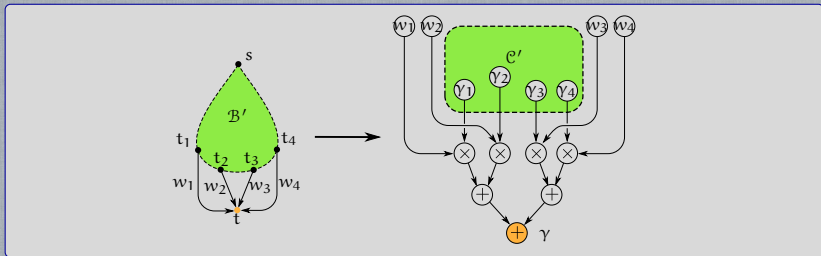 w₁ w₂ w₃ w₄
𝒞′
s
γ₁ γ₂ γ₃ γ₄
ℬ′
t₁ t₂ t₃ t₄
× × × ×
w₁ w₂ w₃ w₄
+ +
t
+ γ